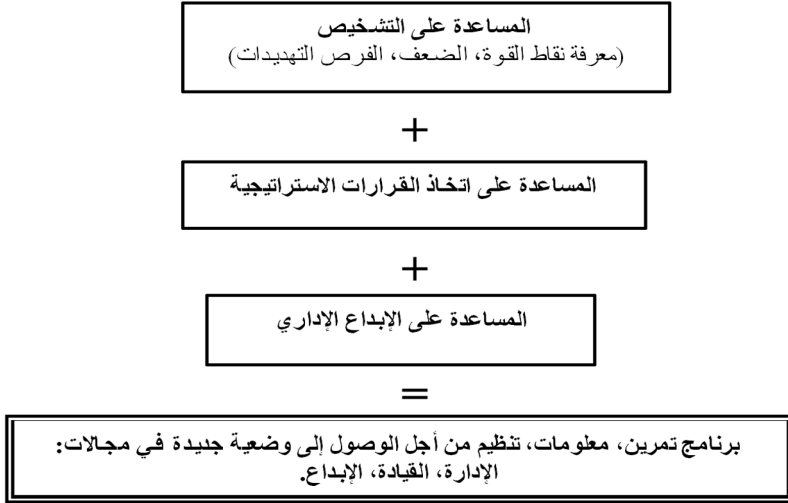 المساعدة على التشخيص
(معرفة نقاط القوة، الضعف، الفرص التهديدات)
+
المساعدة على اتخاذ القرارات الاستراتيجية
+
المساعدة على الإبداع الإداري
=
برنامج تمرين، معلومات، تنظيم من أجل الوصول إلى وضعية جديدة في مجالات:
الإدارة، القيادة، الإبداع.